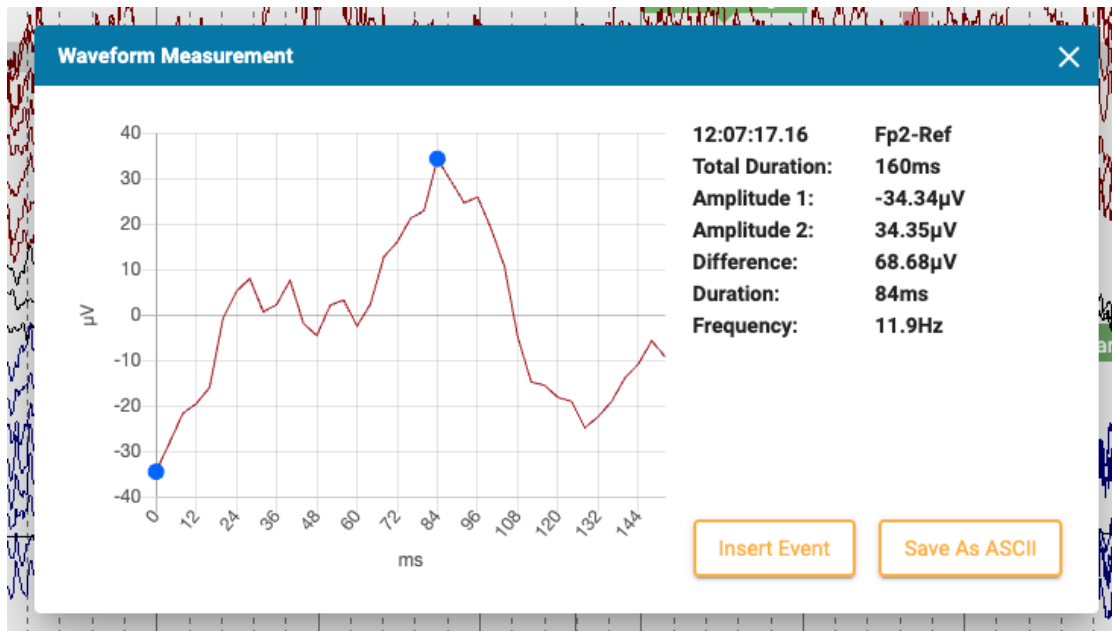 Waveform Measurement
12:07:17.16 Fp2-Ref
Total Duration: 160ms
Amplitude 1: -34.34µV
Amplitude 2: 34.35µV
Difference: 68.68µV
Duration: 84ms
Frequency: 11.9Hz
40
30
20
10
0
-10
-20
-30
-40
µV
0 12 24 36 48 60 72 84 96 108 120 132 144
ms
Insert Event Save As ASCII